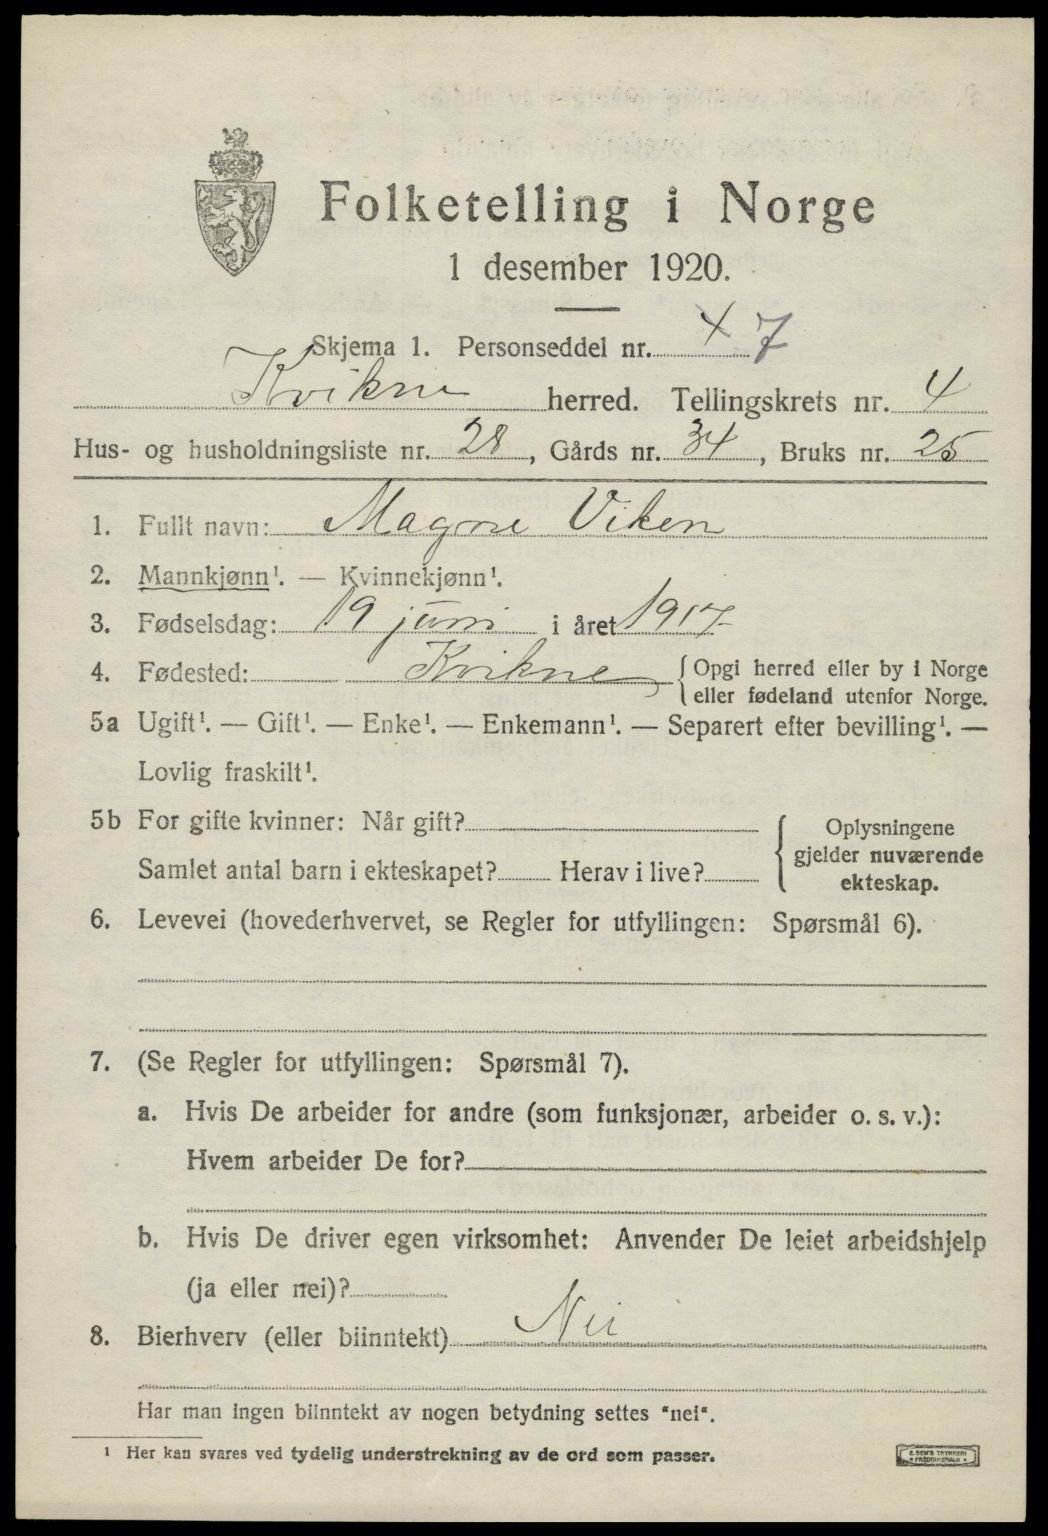 Folketelling i Norge
1 desember 1920.
Skjema 1. Personseddel nr. 4 7
Kvikne herred. Tellingskrets nr. 4
Hus- og husholdningsliste nr. 28, Gårds nr. 34, Bruks nr. 25
1. Fullt navn: Magne Viken
2. Mannkjønn¹. — Kvinnekjønn¹.
3. Fødselsdag: 19 juni i året 1917
4. Fødested: Kvikne { Opgi herred eller by i Norge
eller fødeland utenfor Norge.
5a Ugift¹. — Gift¹. — Enke¹. — Enkemann¹. — Separert efter bevilling¹. —
Lovlig fraskilt¹.
5b For gifte kvinner: Når gift?
Samlet antal barn i ekteskapet? Herav i live?
{ Oplysningene
gjelder nuværende
ekteskap.
6. Levevei (hovederhvervet, se Regler for utfyllingen: Spørsmål 6).
7. (Se Regler for utfyllingen: Spørsmål 7).
a. Hvis De arbeider for andre (som funksjonær, arbeider o. s. v.):
Hvem arbeider De for?
b. Hvis De driver egen virksomhet: Anvender De leiet arbeidshjelp
(ja eller nei)?
8. Bierhverv (eller biinntekt) Nei
Har man ingen biinntekt av nogen betydning settes "nei".
¹ Her kan svares ved tydelig understrekning av de ord som passer.
E. SEM'S TRYKKERI
FREDRIKSHALD